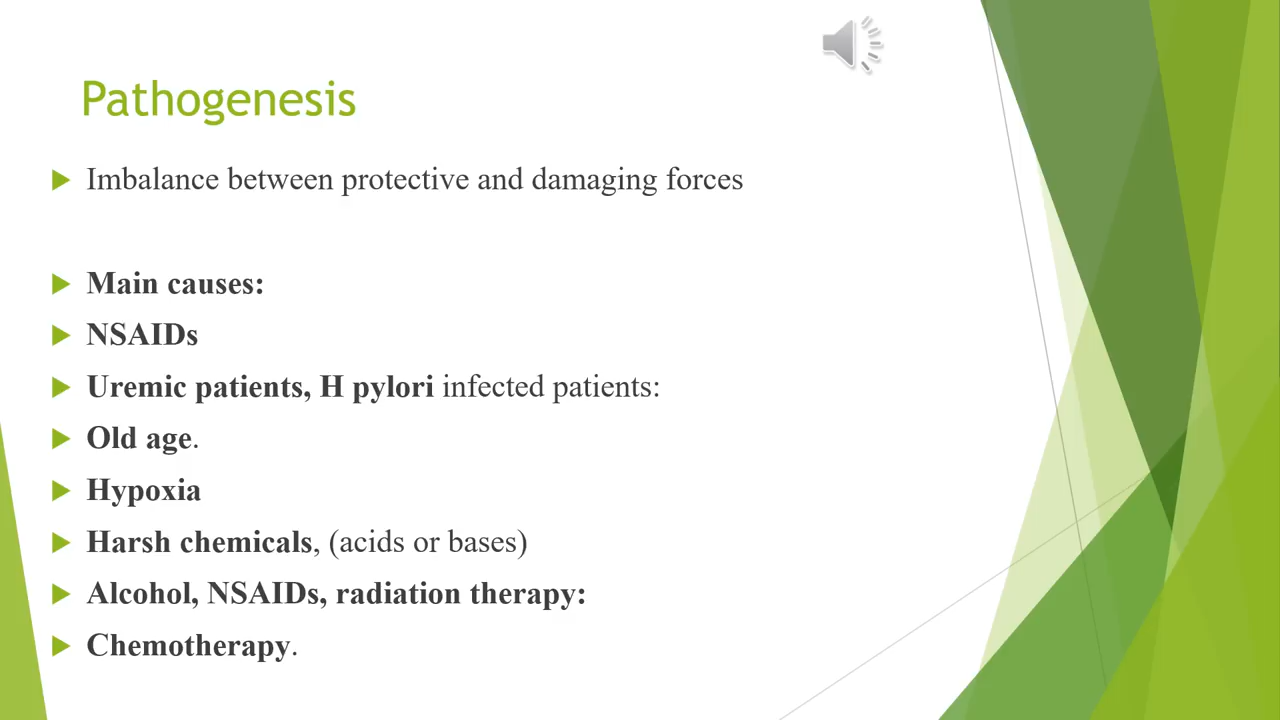 Pathogenesis
Imbalance between protective and damaging forces
Main causes:
NSAIDs
Uremic patients, H pylori infected patients:
Old age.
Hypoxia
Harsh chemicals, (acids or bases)
Alcohol, NSAIDs, radiation therapy:
Chemotherapy.